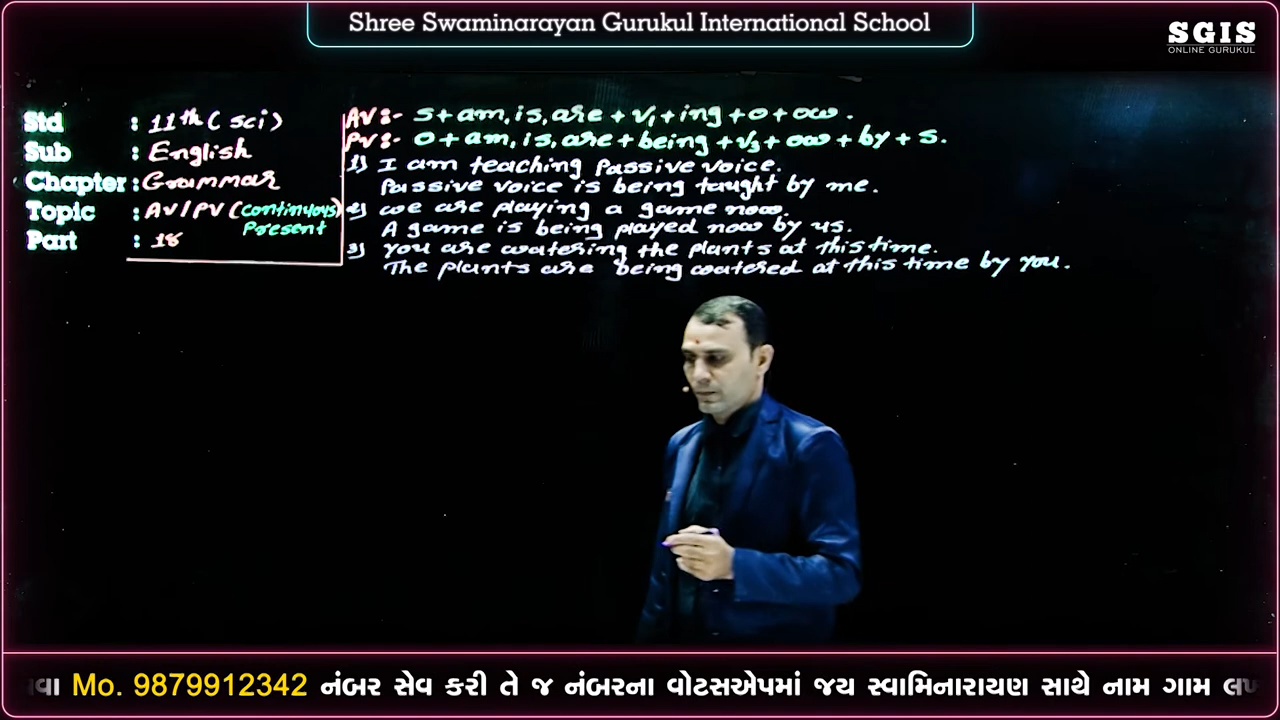 Shree Swaminarayan Gurukul International School
SGIS
ONLINE GURUKUL
Std : 11th (sci)
Sub : English
Chapter : Grammar
Topic : AV/PV (continuous Present)
Part : 18
AV:- S + am, is, are + V1 + ing + O + OW.
PV:- O + am, is, are + being + V3 + OW + by + S.
1) I am teaching Passive voice.
Passive voice is being taught by me.
2) we are playing a game now.
A game is being played now by us.
3) you are watering the plants at this time.
The plants are being watered at this time by you.
Mo. 9879912342 નંબર સેવ કરી તે જ નંબરના વોટસએપમાં જય સ્વામિનારાયણ સાથે નામ ગામ